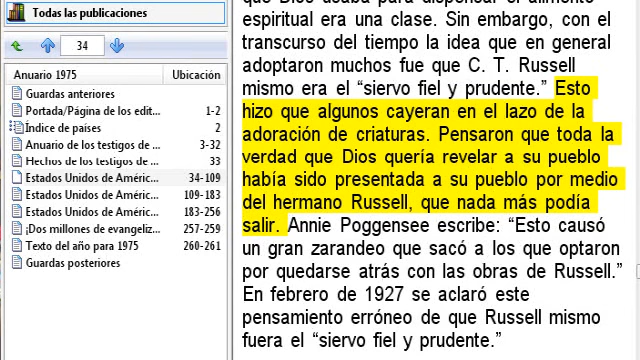 Todas las publicaciones
34
Anuario 1975 Ubicación
Guardas anteriores
Portada/Página de los edit... 1-2
Índice de países 2
Anuario de los testigos de ... 3-32
Hechos de los testigos de ... 33
Estados Unidos de Améric... 34-109
Estados Unidos de Améric... 109-183
Estados Unidos de Améric... 183-256
¡Dos millones de evangeliz... 257-259
Texto del año para 1975 260-261
Guardas posteriores
que Dios usaba para dispensar el alimento
espiritual era una clase. Sin embargo, con el
transcurso del tiempo la idea que en general
adoptaron muchos fue que C. T. Russell
mismo era el “siervo fiel y prudente.” Esto
hizo que algunos cayeran en el lazo de la
adoración de criaturas. Pensaron que toda la
verdad que Dios quería revelar a su pueblo
había sido presentada a su pueblo por medio
del hermano Russell, que nada más podía
salir. Annie Poggensee escribe: “Esto causó
un gran zarandeo que sacó a los que optaron
por quedarse atrás con las obras de Russell.”
En febrero de 1927 se aclaró este
pensamiento erróneo de que Russell mismo
fuera el “siervo fiel y prudente.”